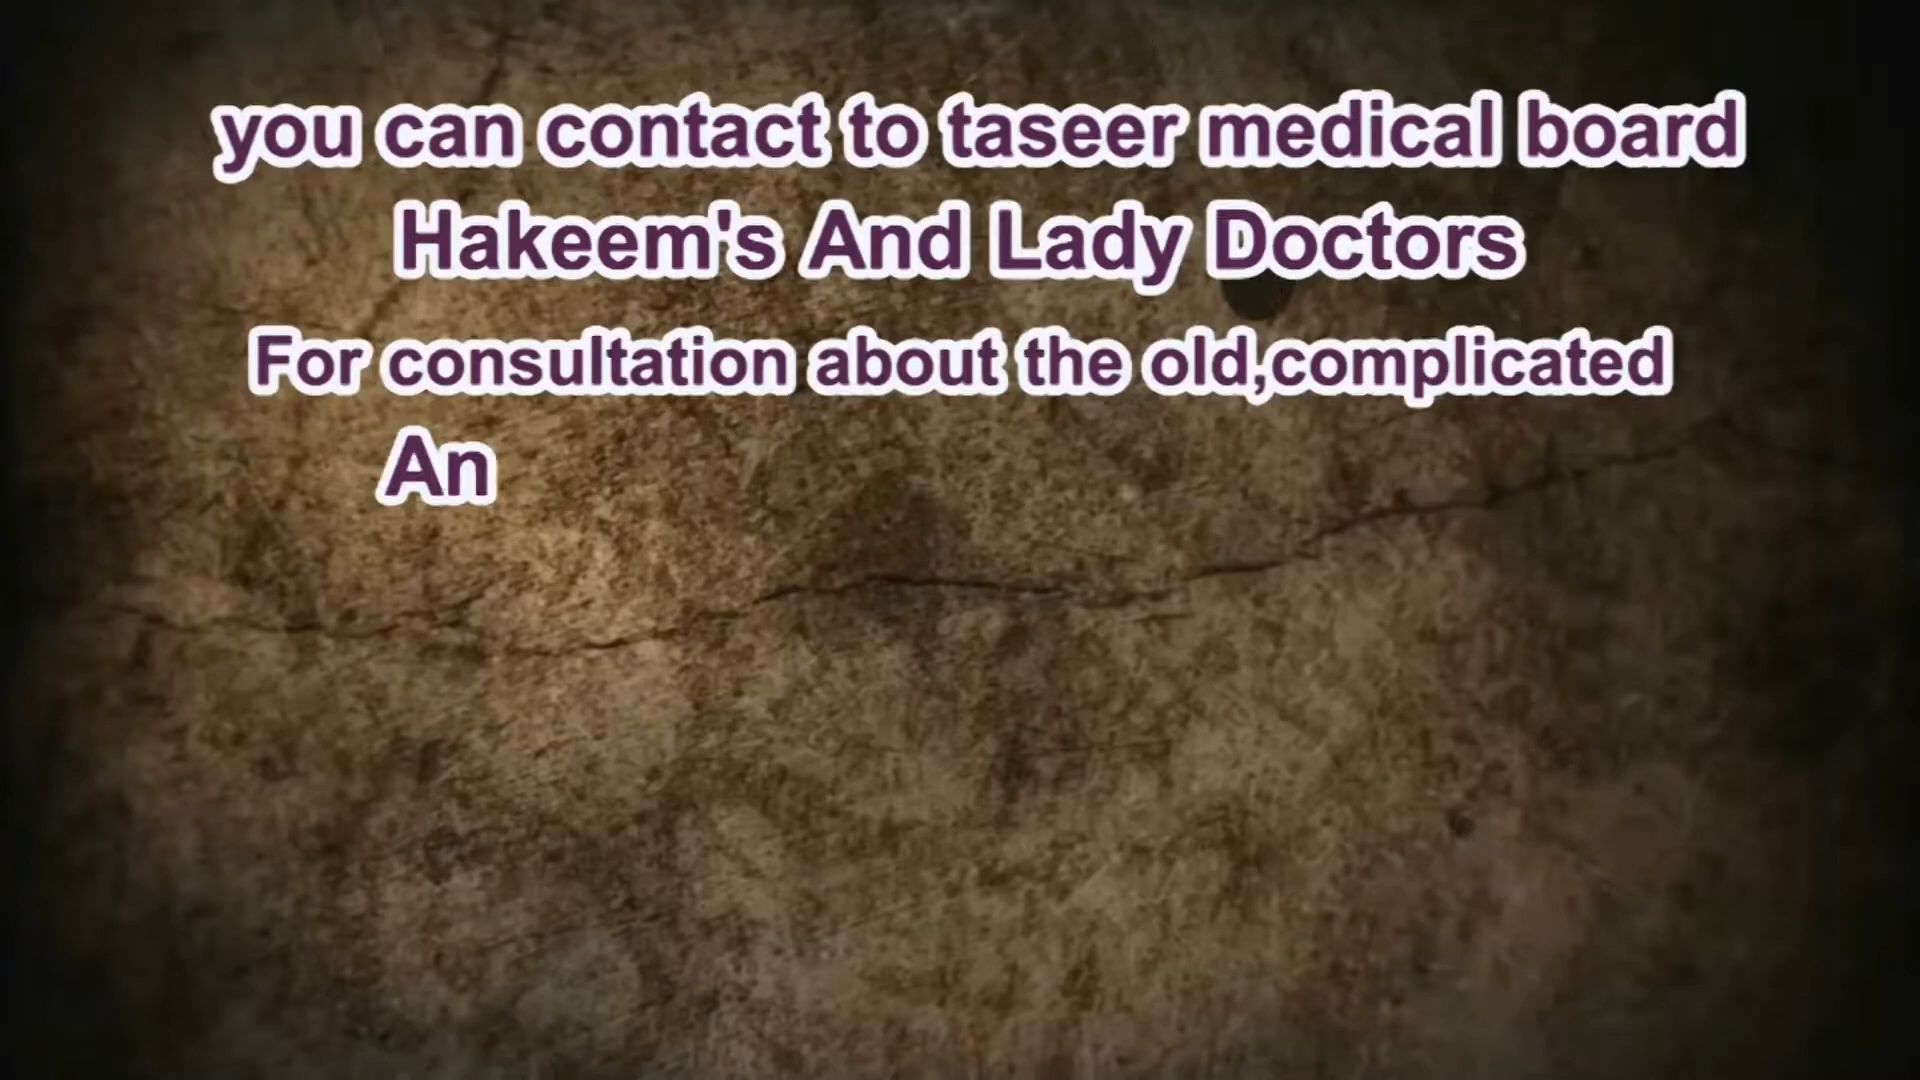 you can contact to taseer medical board
Hakeem's And Lady Doctors
For consultation about the old,complicated
An